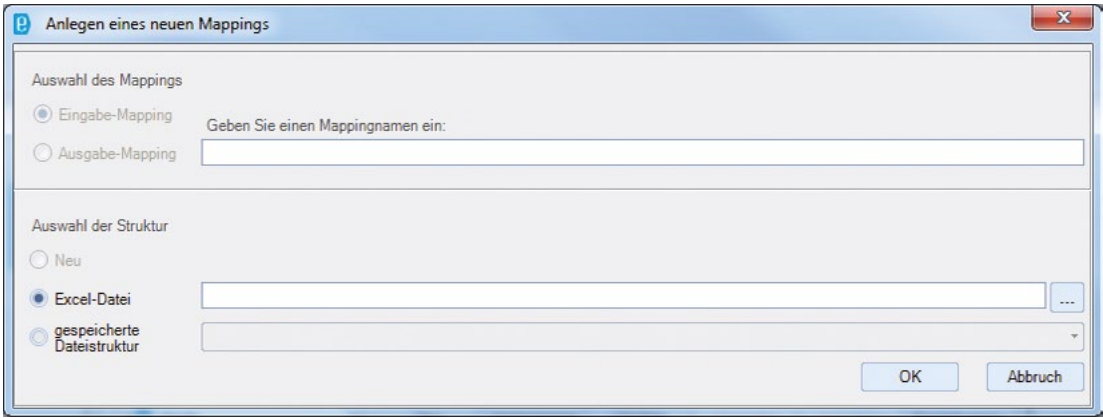 Anlegen eines neuen Mappings
Auswahl des Mappings
Eingabe-Mapping
Geben Sie einen Mappingnamen ein:
Ausgabe-Mapping
Auswahl der Struktur
Neu
Excel-Datei
...
gespeicherte
Dateistruktur
OK
Abbruch